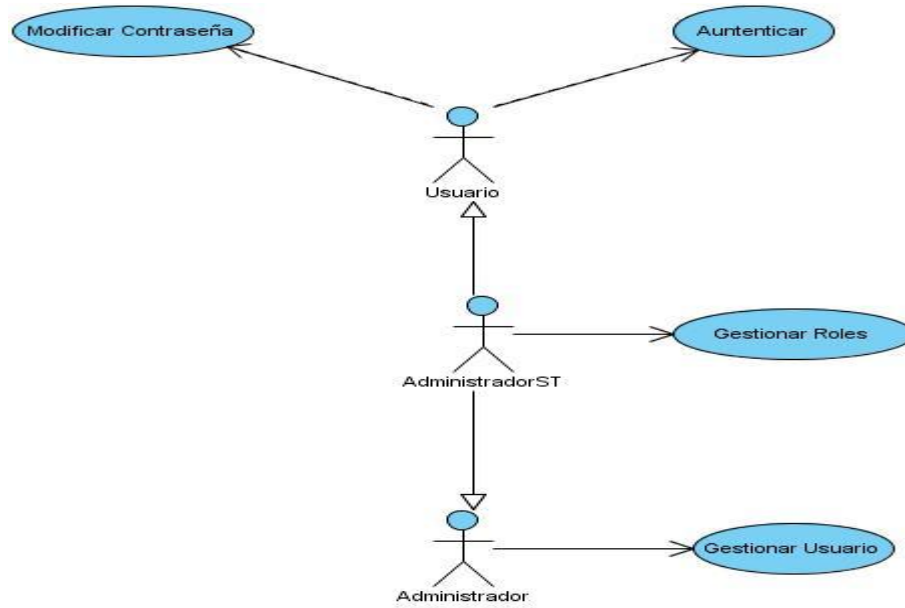 Modificar Contraseña
Auntenticar
Usuario
Gestionar Roles
AdministradorST
Gestionar Usuario
Administrador